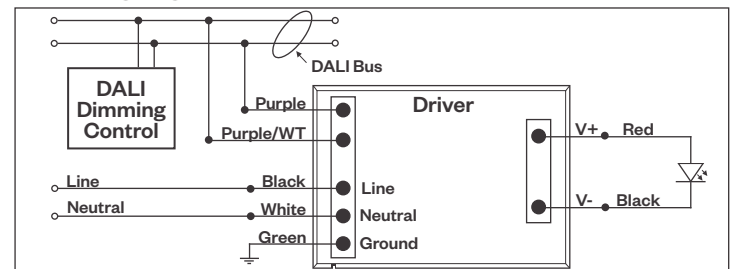 DALI Bus
DALI
Dimming
Control
Driver
Purple
Purple/WT
V+ Red
Line Black Line
Neutral White Neutral
V- Black
Green Ground